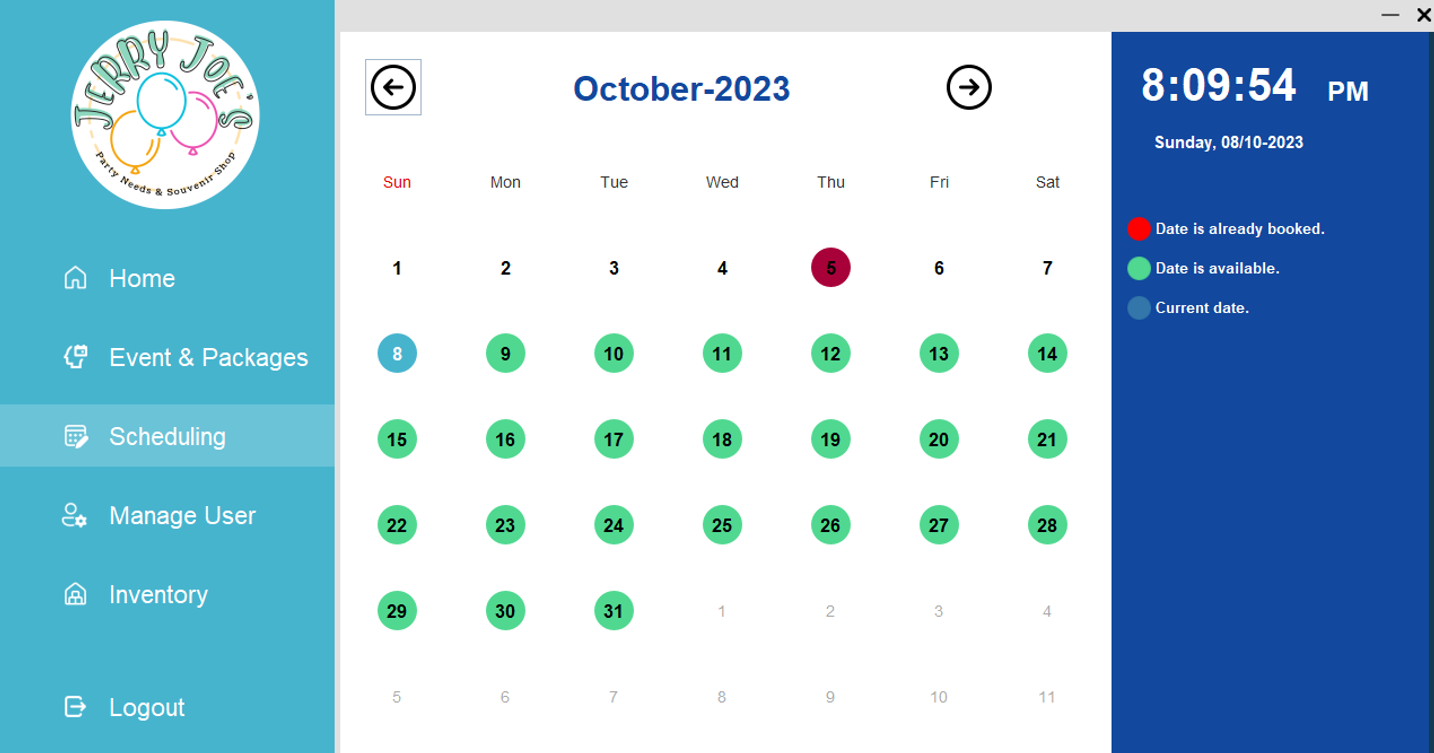 JERRY JOE'S
Party Needs & Souvenir Shop
Home
Event & Packages
Scheduling
Manage User
Inventory
Logout
October-2023
Sun Mon Tue Wed Thu Fri Sat
1 2 3 4 5 6 7
8 9 10 11 12 13 14
15 16 17 18 19 20 21
22 23 24 25 26 27 28
29 30 31 1 2 3 4
5 6 7 8 9 10 11
8:09:54 PM
Sunday, 08/10-2023
Date is already booked.
Date is available.
Current date.